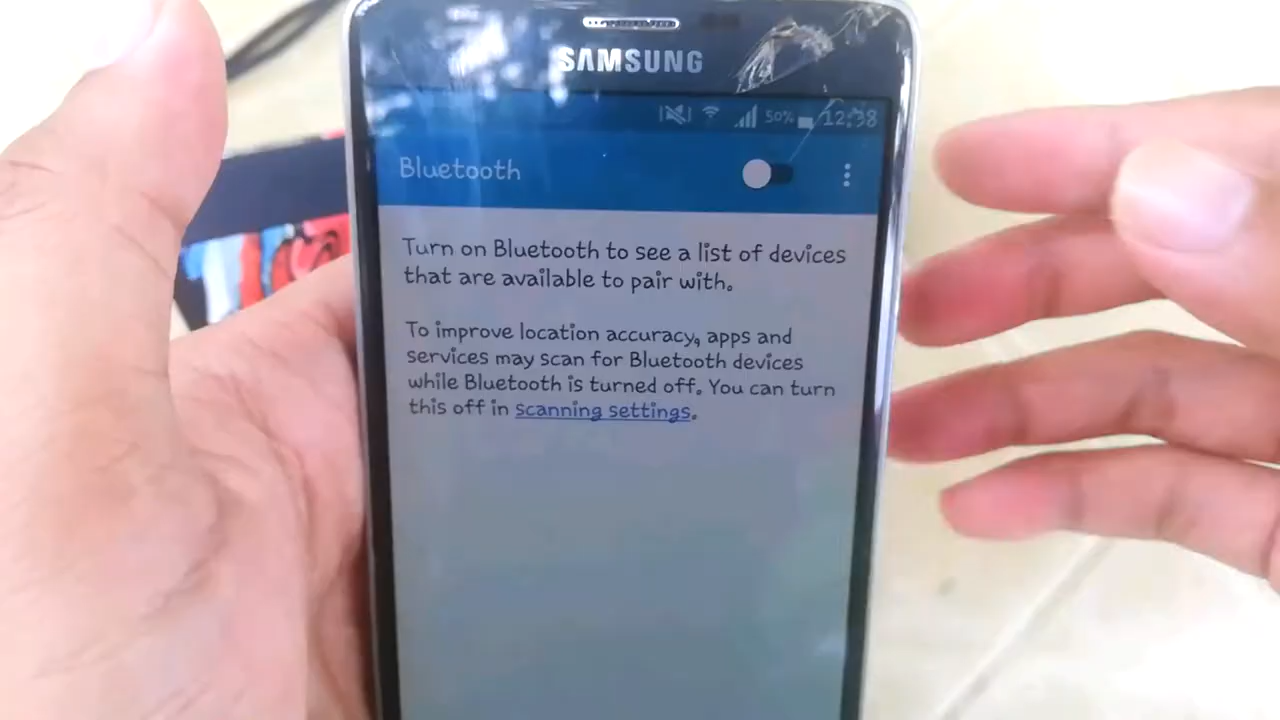 SAMSUNG
50% 12:38
Bluetooth
Turn on Bluetooth to see a list of devices
that are available to pair with.
To improve location accuracy, apps and
services may scan for Bluetooth devices
while Bluetooth is turned off. You can turn
this off in scanning settings.